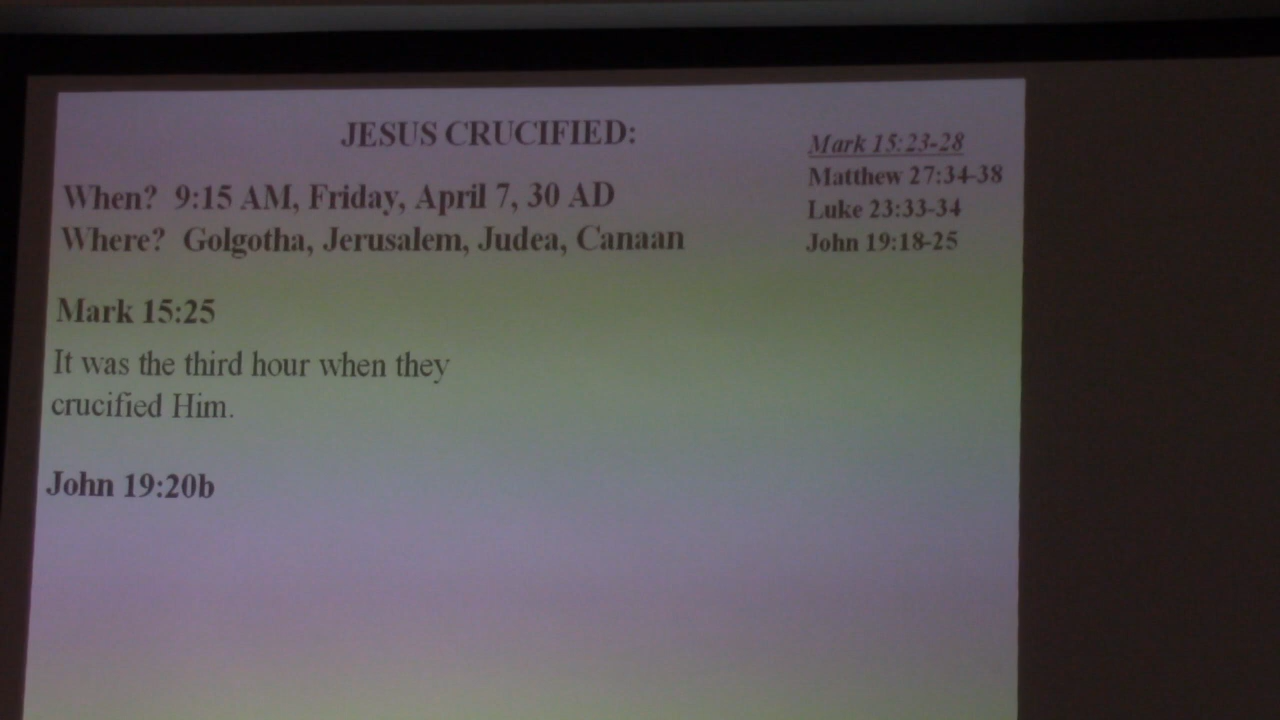 JESUS CRUCIFIED:
Mark 15:23-28
Matthew 27:34-38
Luke 23:33-34
John 19:18-25
When? 9:15 AM, Friday, April 7, 30 AD
Where? Golgotha, Jerusalem, Judea, Canaan
Mark 15:25
It was the third hour when they
crucified Him.
John 19:20b